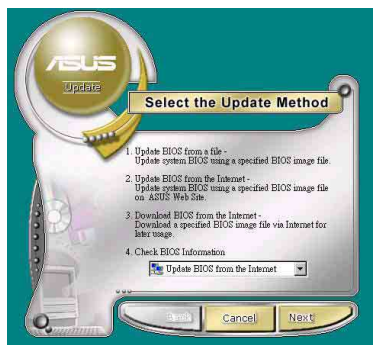 ASUS
Update
Select the Update Method
1. Update BIOS from a file -
Update system BIOS using a specified BIOS image file.
2. Update BIOS from the Internet -
Update system BIOS using a specified BIOS image file
on ASUS Web Site.
3. Download BIOS from the Internet -
Download a specified BIOS image file via Internet for
later usage.
4. Check BIOS Information
Update BIOS from the Internet
Back
Cancel
Next